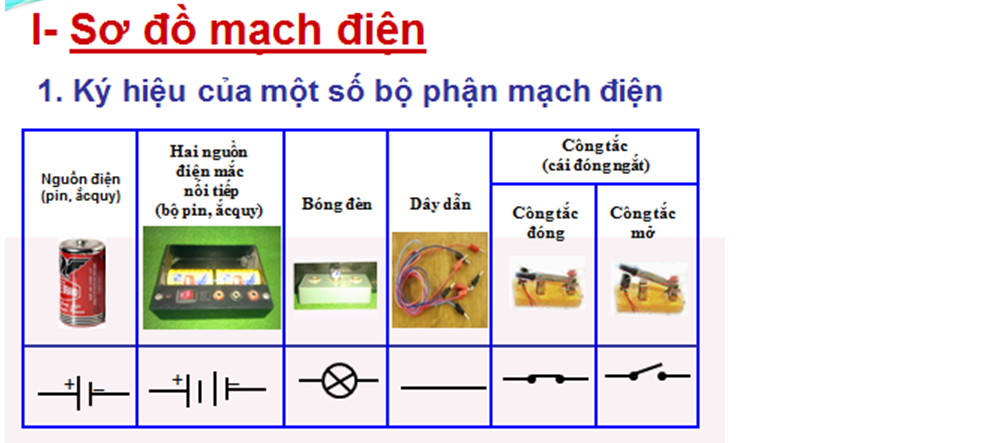 I- Sơ đồ mạch điện
1. Ký hiệu của một số bộ phận mạch điện
Nguồn điện
(pin, ắcquy)
Hai nguồn
điện mắc
nối tiếp
(bộ pin, ắcquy)
Bóng đèn
Dây dẫn
Công tắc
(cái đóng ngắt)
Công tắc
đóng
Công tắc
mở
+ −
+ −